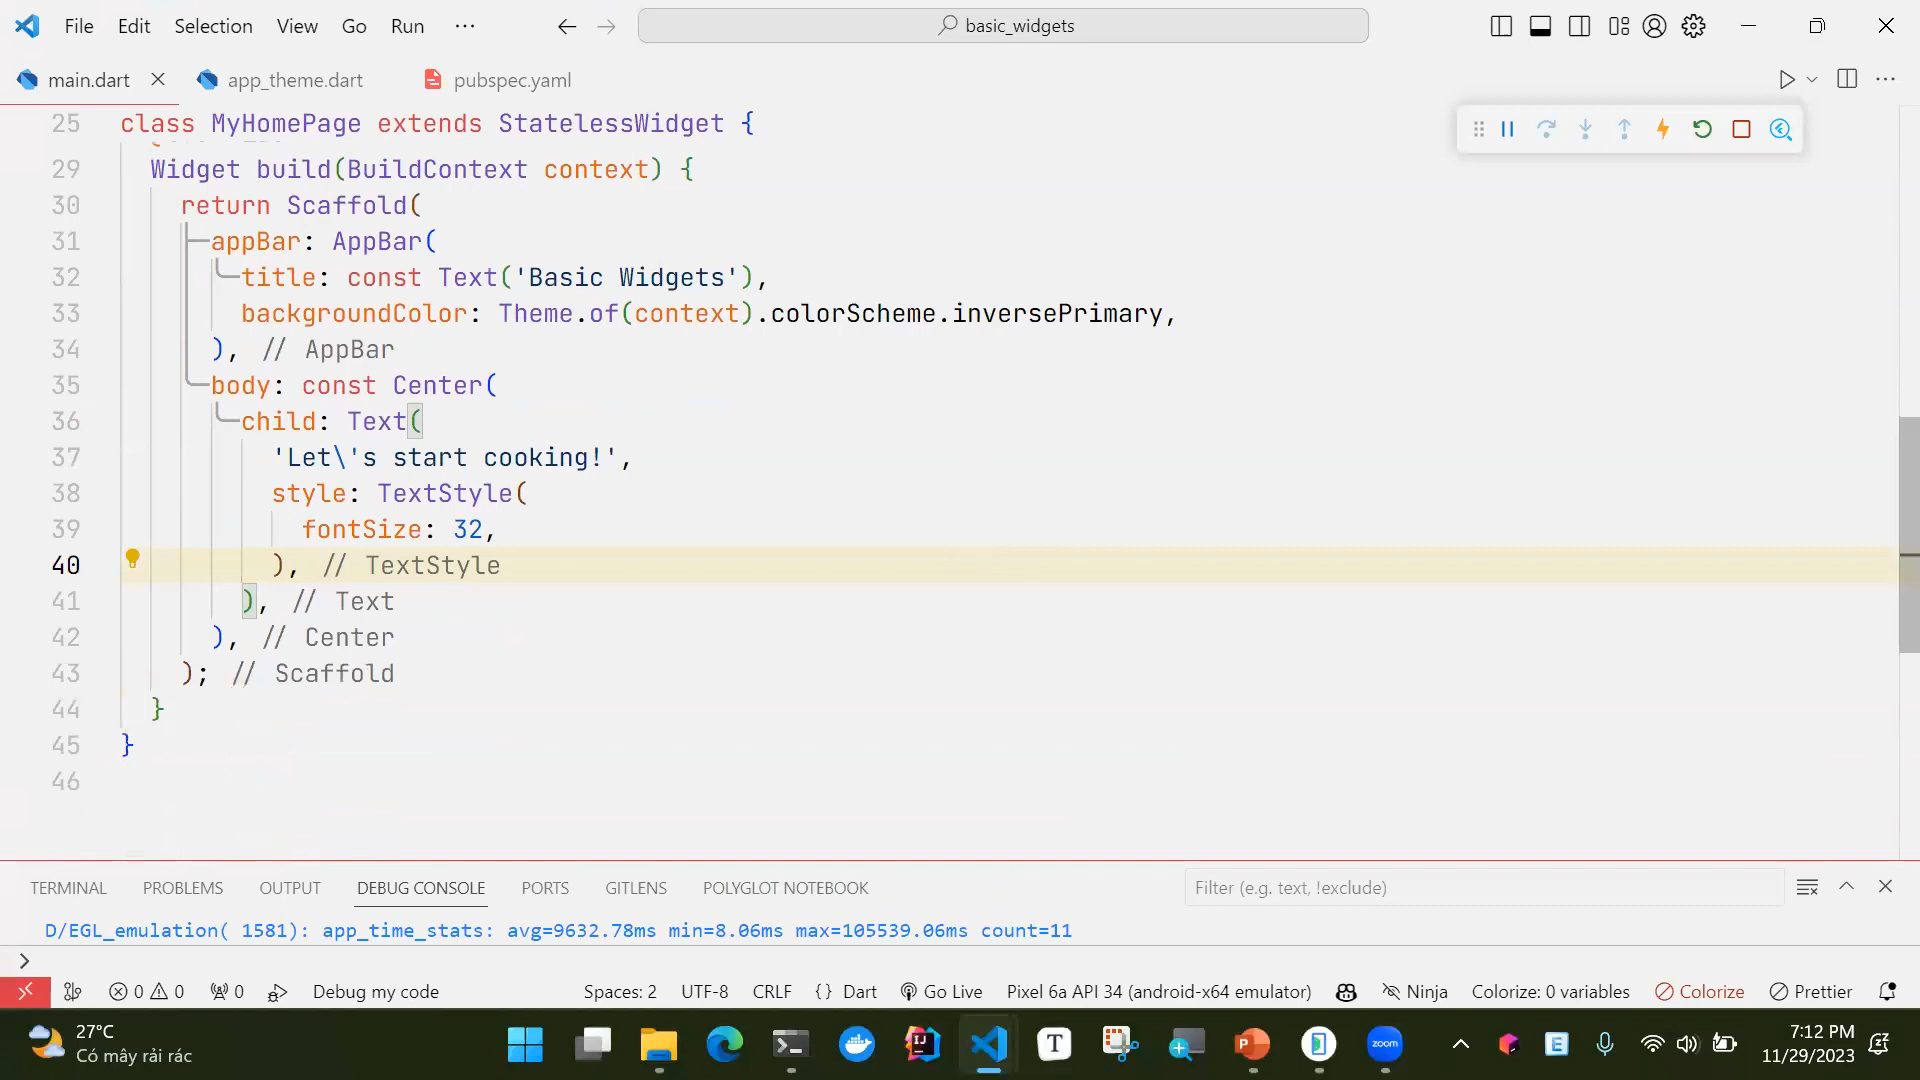 File Edit Selection View Go Run ··· basic_widgets
main.dart app_theme.dart pubspec.yaml
25 class MyHomePage extends StatelessWidget {
29 Widget build(BuildContext context) {
30 return Scaffold(
31 appBar: AppBar(
32 title: const Text('Basic Widgets'),
33 backgroundColor: Theme.of(context).colorScheme.inversePrimary,
34 ), // AppBar
35 body: const Center(
36 child: Text(
37 'Let\'s start cooking!',
38 style: TextStyle(
39 fontSize: 32,
40 ), // TextStyle
41 ), // Text
42 ), // Center
43 ); // Scaffold
44 }
45 }
46
TERMINAL PROBLEMS OUTPUT DEBUG CONSOLE PORTS GITLENS POLYGLOT NOTEBOOK Filter (e.g. text, !exclude)
D/EGL_emulation( 1581): app_time_stats: avg=9632.78ms min=8.06ms max=105539.06ms count=11
>
0 0 0 Debug my code Spaces: 2 UTF-8 CRLF {} Dart Go Live Pixel 6a API 34 (android-x64 emulator) Ninja Colorize: 0 variables Colorize Prettier
27°C
Có mây rải rác
zoom
7:12 PM
11/29/2023